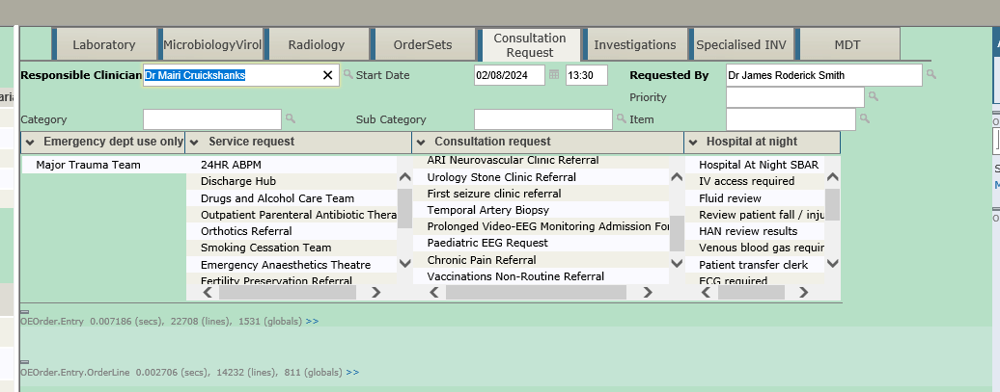 Laboratory MicrobiologyVirol Radiology OrderSets Consultation Request Investigations Specialised INV MDT
Responsible Clinician Dr Mairi Cruickshanks Start Date 02/08/2024 13:30 Requested By Dr James Roderick Smith
Priority
Category Sub Category Item
Emergency dept use only Service request Consultation request Hospital at night
Major Trauma Team
24HR ABPM
Discharge Hub
Drugs and Alcohol Care Team
Outpatient Parenteral Antibiotic Thera
Orthotics Referral
Smoking Cessation Team
Emergency Anaesthetics Theatre
Fertility Preservation Referral
ARI Neurovascular Clinic Referral
Urology Stone Clinic Referral
First seizure clinic referral
Temporal Artery Biopsy
Prolonged Video-EEG Monitoring Admission For
Paediatric EEG Request
Chronic Pain Referral
Vaccinations Non-Routine Referral
Hospital At Night SBAR
IV access required
Fluid review
Review patient fall / inju
HAN review results
Venous blood gas requir
Patient transfer clerk
ECG required
OEOrder.Entry 0.007186 (secs), 22708 (lines), 1531 (globals) >>
OEOrder.Entry.OrderLine 0.002706 (secs), 14232 (lines), 811 (globals) >>